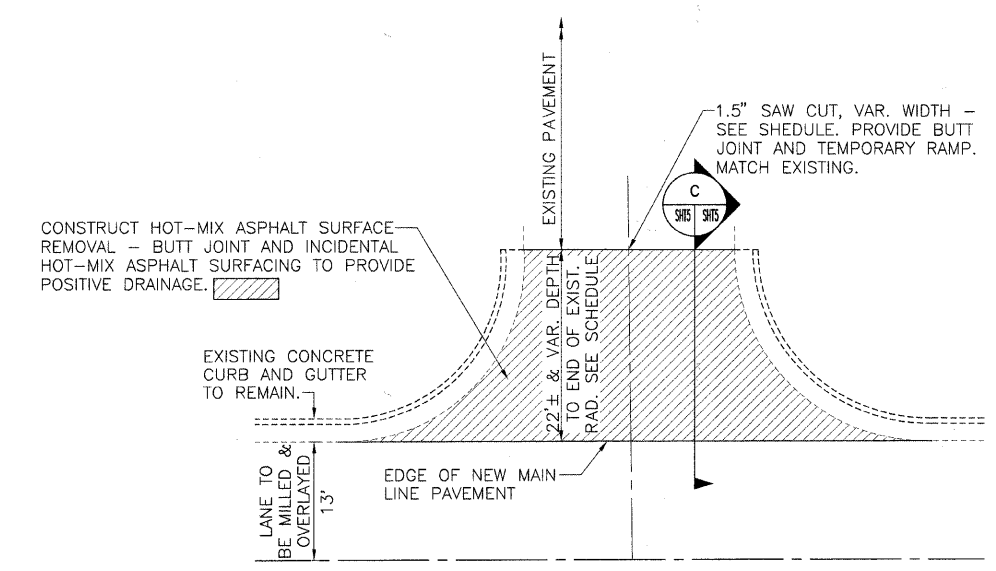 EXISTING PAVEMENT
1.5" SAW CUT, VAR. WIDTH –
SEE SHEDULE. PROVIDE BUTT
JOINT AND TEMPORARY RAMP.
MATCH EXISTING.
C
SHT5 SHT5
CONSTRUCT HOT–MIX ASPHALT SURFACE
REMOVAL – BUTT JOINT AND INCIDENTAL
HOT–MIX ASPHALT SURFACING TO PROVIDE
POSITIVE DRAINAGE.
22'± & VAR. DEPTH
TO END OF EXIST.
RAD. SEE SCHEDULE
EXISTING CONCRETE
CURB AND GUTTER
TO REMAIN.
EDGE OF NEW MAIN
LINE PAVEMENT
LANE TO
BE MILLED &
OVERLAYED
13'